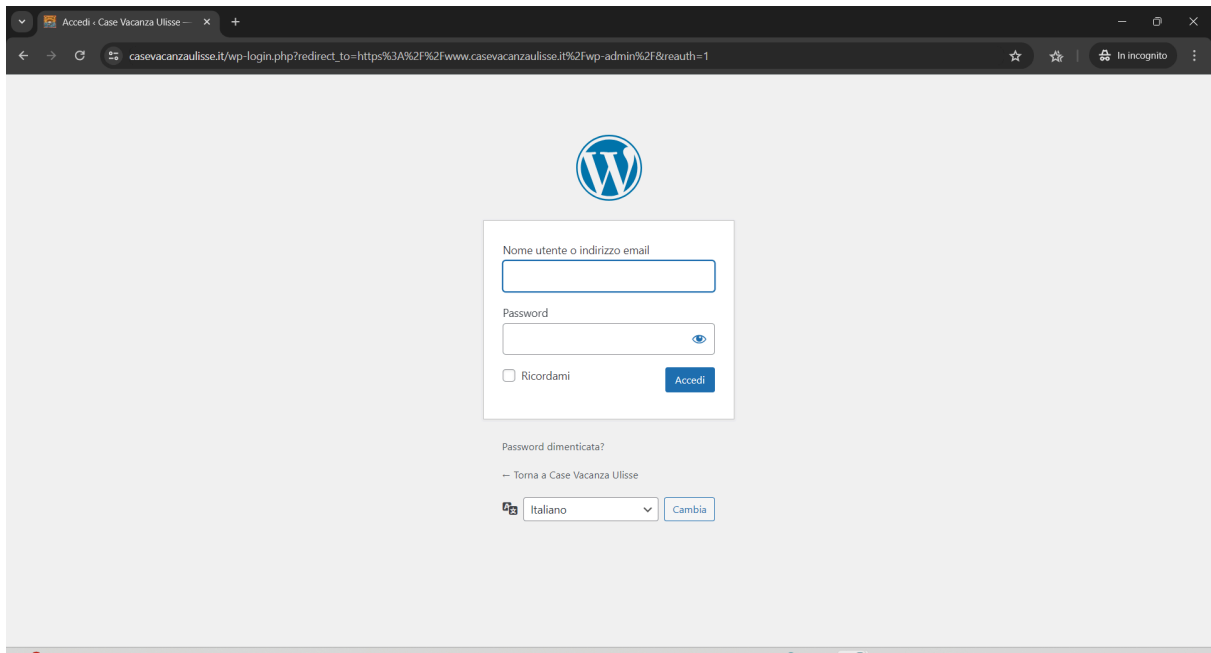 Accedi ‹ Case Vacanza Ulisse —
casevacanzaulisse.it/wp-login.php?redirect_to=https%3A%2F%2Fwww.casevacanzaulisse.it%2Fwp-admin%2F&reauth=1
In incognito
Nome utente o indirizzo email
Password
Ricordami
Accedi
Password dimenticata?
← Torna a Case Vacanza Ulisse
Italiano
Cambia